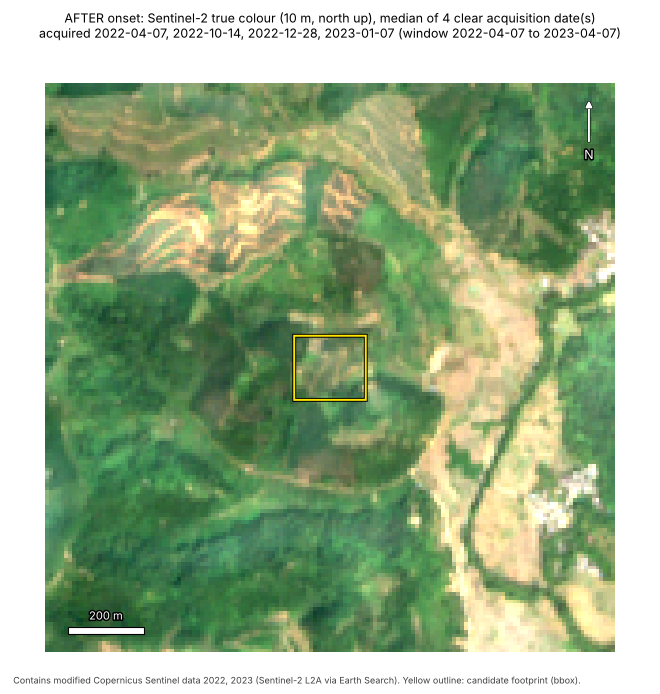 AFTER onset: Sentinel-2 true colour (10 m, north up), median of 4 clear acquisition date(s)
acquired 2022-04-07, 2022-10-14, 2022-12-28, 2023-01-07 (window 2022-04-07 to 2023-04-07)
N
200 m
Contains modified Copernicus Sentinel data 2022, 2023 (Sentinel-2 L2A via Earth Search). Yellow outline: candidate footprint (bbox).